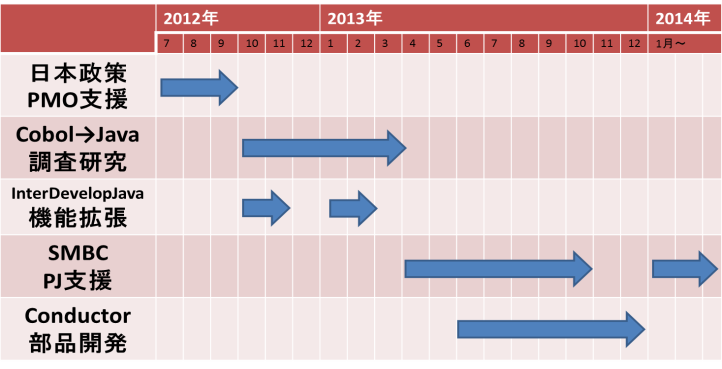 2012年 2013年 2014年
7 8 9 10 11 12 1 2 3 4 5 6 7 8 9 10 11 12 1月～
日本政策
PMO支援
Cobol→Java
調査研究
InterDevelopJava
機能拡張
SMBC
PJ支援
Conductor
部品開発